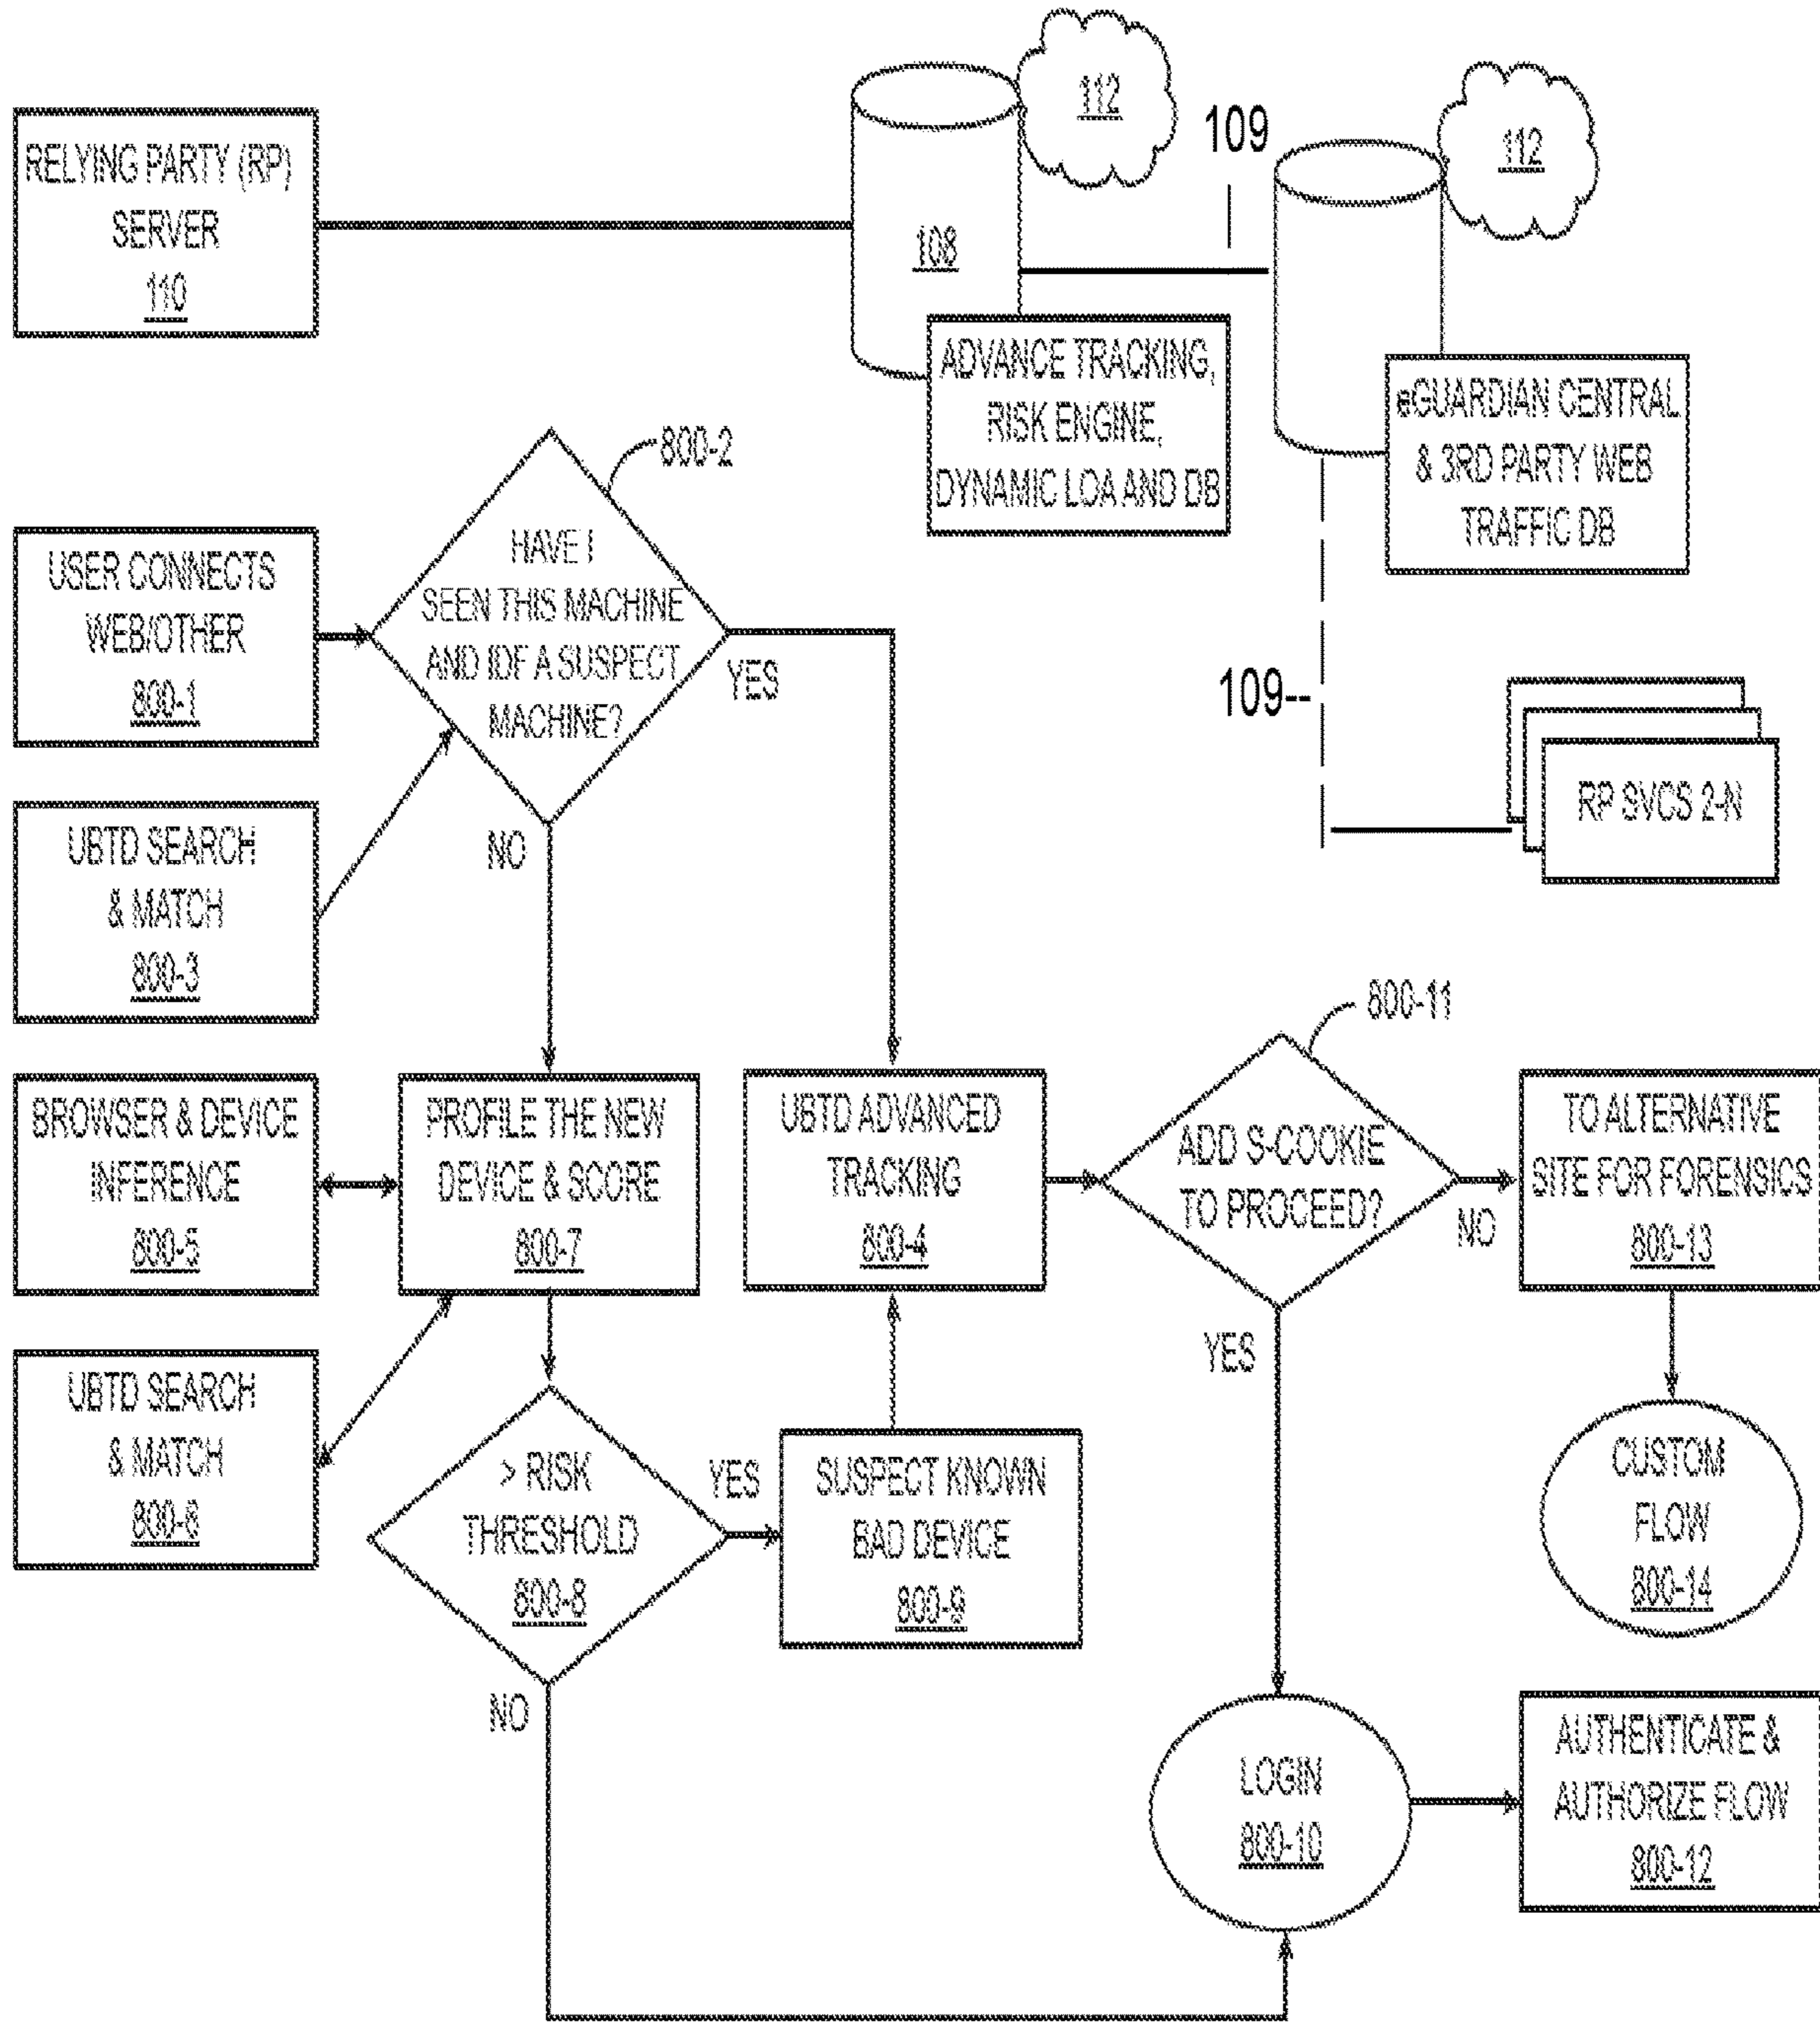 RELYING PARTY (RP)
SERVER
110
108
112
109
112
ADVANCE TRACKING,
RISK ENGINE,
DYNAMIC LOA AND DB
eGUARDIAN CENTRAL
& 3RD PARTY WEB
TRAFFIC DB
109--
RP SVCS 2-N
USER CONNECTS
WEB/OTHER
800-1
800-2
HAVE I
SEEN THIS MACHINE
AND IDF A SUSPECT
MACHINE?
YES
NO
UBTD SEARCH
& MATCH
800-3
BROWSER & DEVICE
INFERENCE
800-5
PROFILE THE NEW
DEVICE & SCORE
800-7
UBTD ADVANCED
TRACKING
800-4
800-11
ADD S-COOKIE
TO PROCEED?
NO
YES
TO ALTERNATIVE
SITE FOR FORENSICS
800-13
UBTD SEARCH
& MATCH
800-6
> RISK
THRESHOLD
800-8
YES
NO
SUSPECT KNOWN
BAD DEVICE
800-9
CUSTOM
FLOW
800-14
LOGIN
800-10
AUTHENTICATE &
AUTHORIZE FLOW
800-12